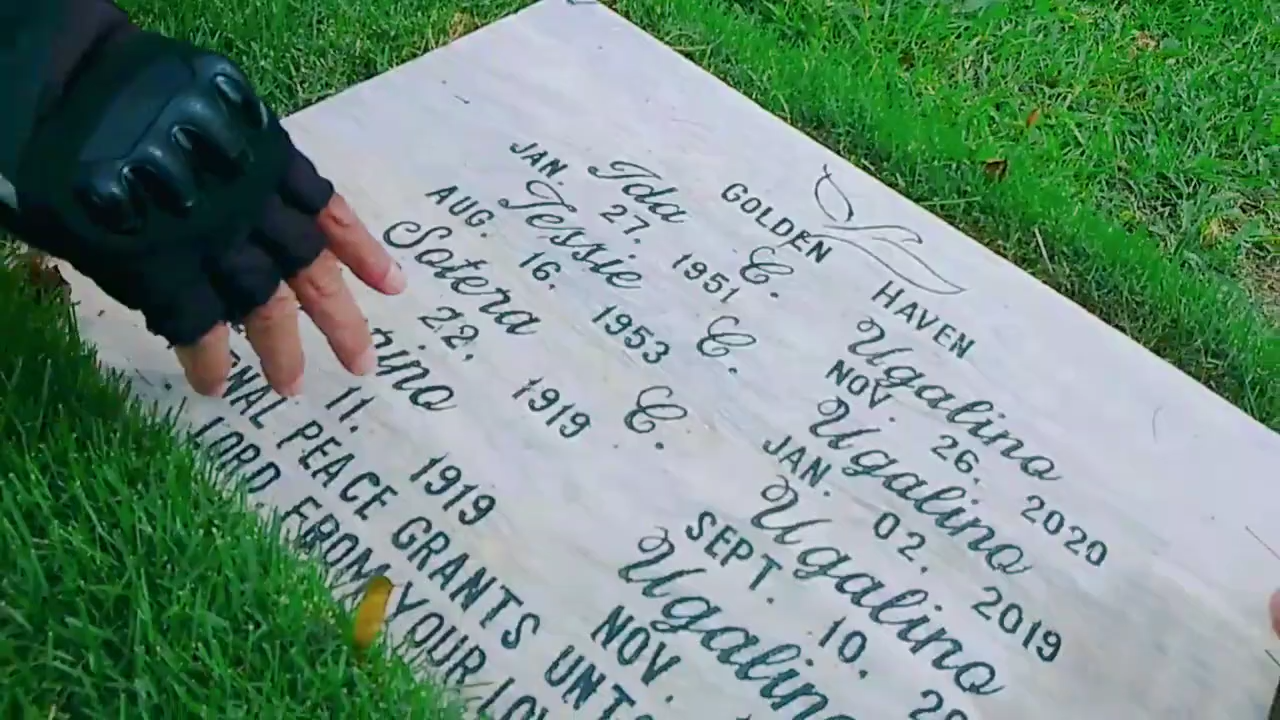 GOLDEN HAVEN
Ida C. Ugalino
JAN. 27. 1951 NOV. 26. 2020
Jessie C. Ugalino
AUG. 16. 1953 JAN. 02. 2019
Sotera C. Ugalino
22, 1919 SEPT. 10.
11. 1919 NOV.
PEACE GRANTS
LORD, FROM YOUR